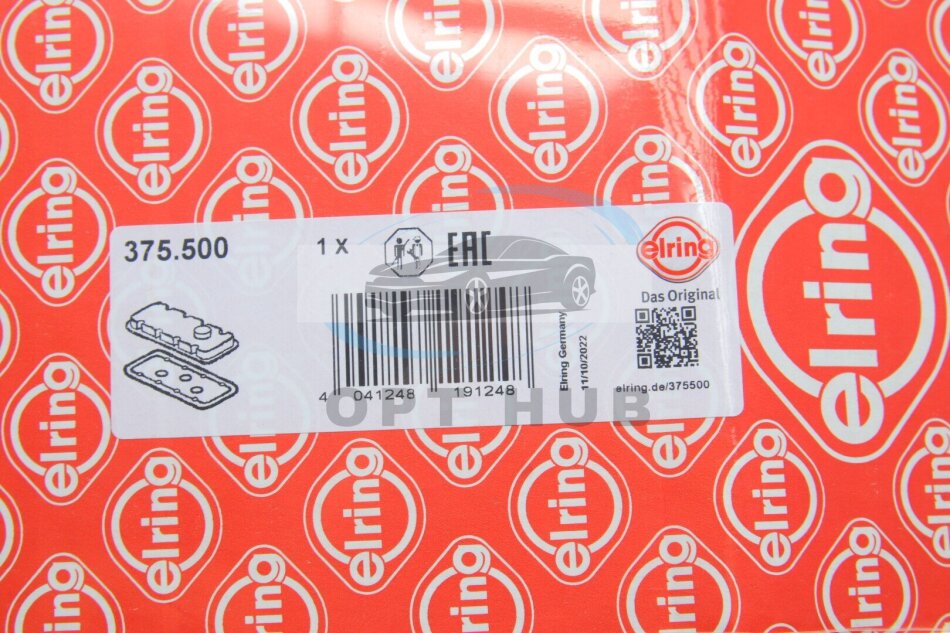 375.500
1 X
EAC
elring
Das Original
4 041248 191248
Elring Germany
11/10/2022
elring.de/375500
OPT HUB
elring